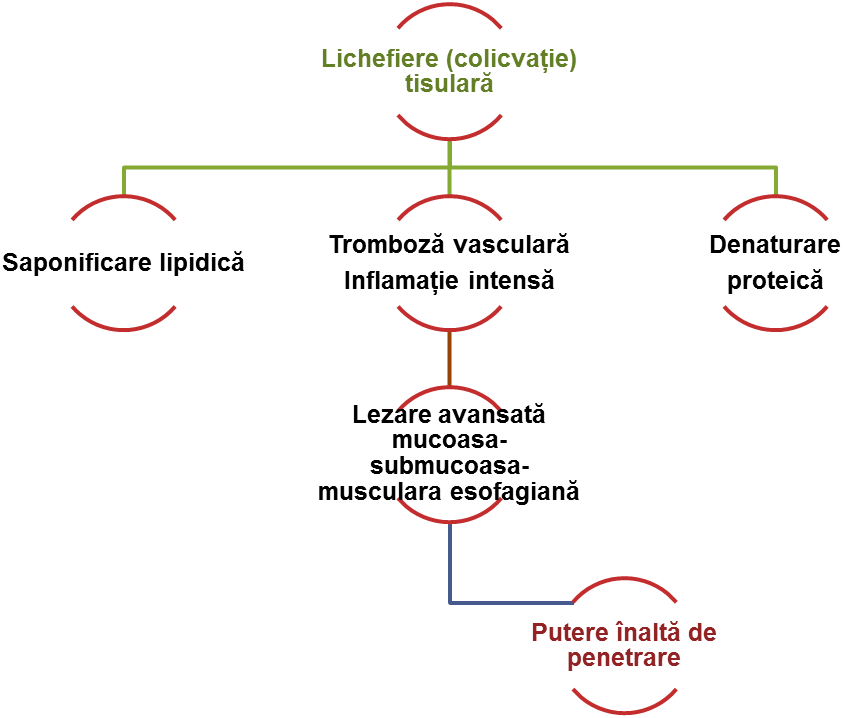 Lichefiere (colicvație)
tisulară
Saponificare lipidică
Tromboză vasculară
Inflamație intensă
Denaturare
proteică
Lezare avansată
mucoasa-
submucoasa-
musculara esofagiană
Putere înaltă de
penetrare